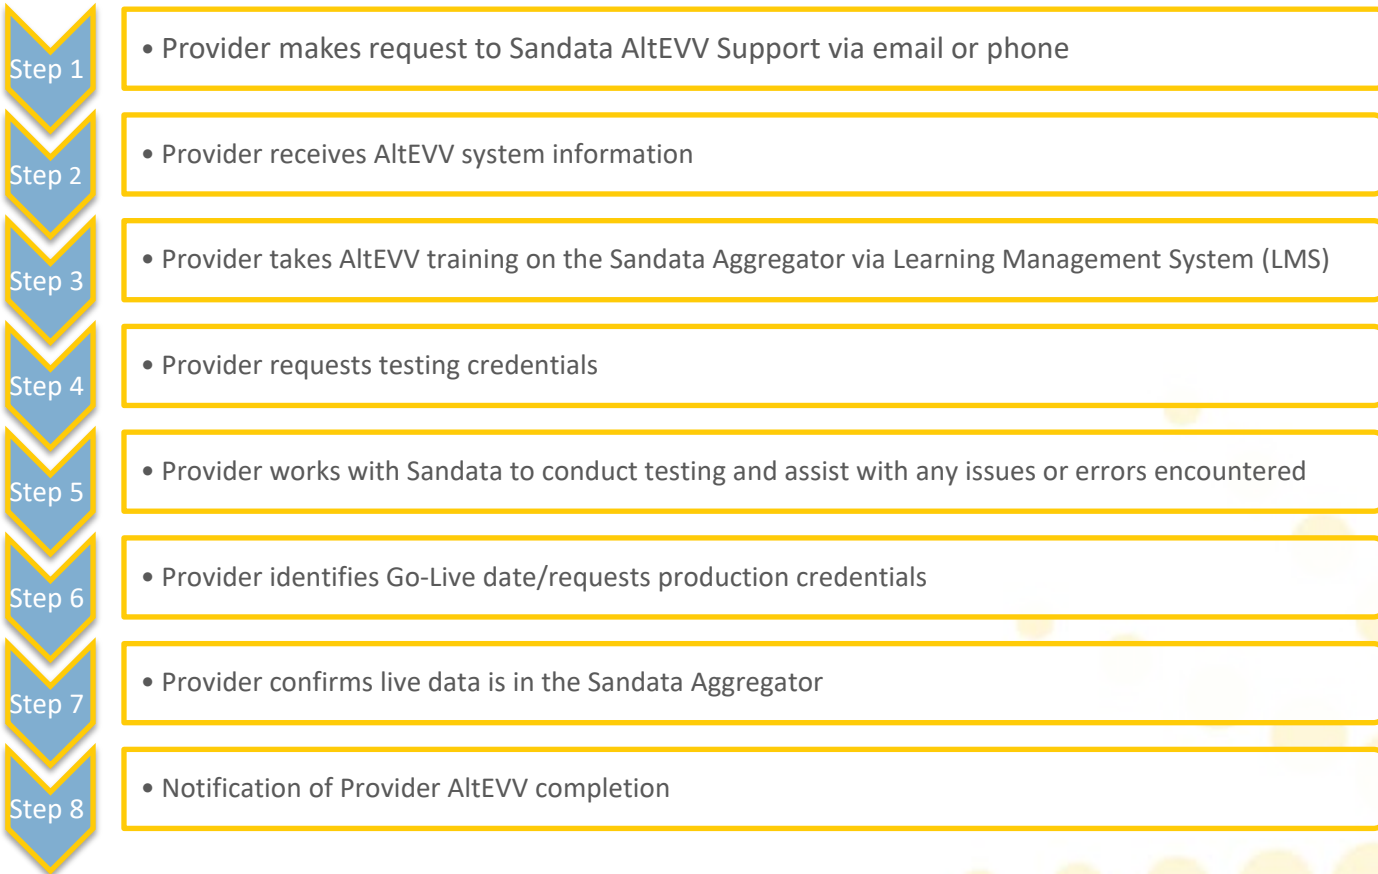 Step 1
• Provider makes request to Sandata AltEVV Support via email or phone
Step 2
• Provider receives AltEVV system information
Step 3
• Provider takes AltEVV training on the Sandata Aggregator via Learning Management System (LMS)
Step 4
• Provider requests testing credentials
Step 5
• Provider works with Sandata to conduct testing and assist with any issues or errors encountered
Step 6
• Provider identifies Go-Live date/requests production credentials
Step 7
• Provider confirms live data is in the Sandata Aggregator
Step 8
• Notification of Provider AltEVV completion